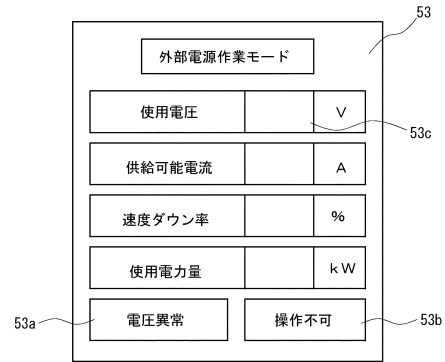 53
外部電源作業モード
使用電圧 V
53c
供給可能電流 A
速度ダウン率 %
使用電力量 kW
53a 電圧異常 操作不可 53b